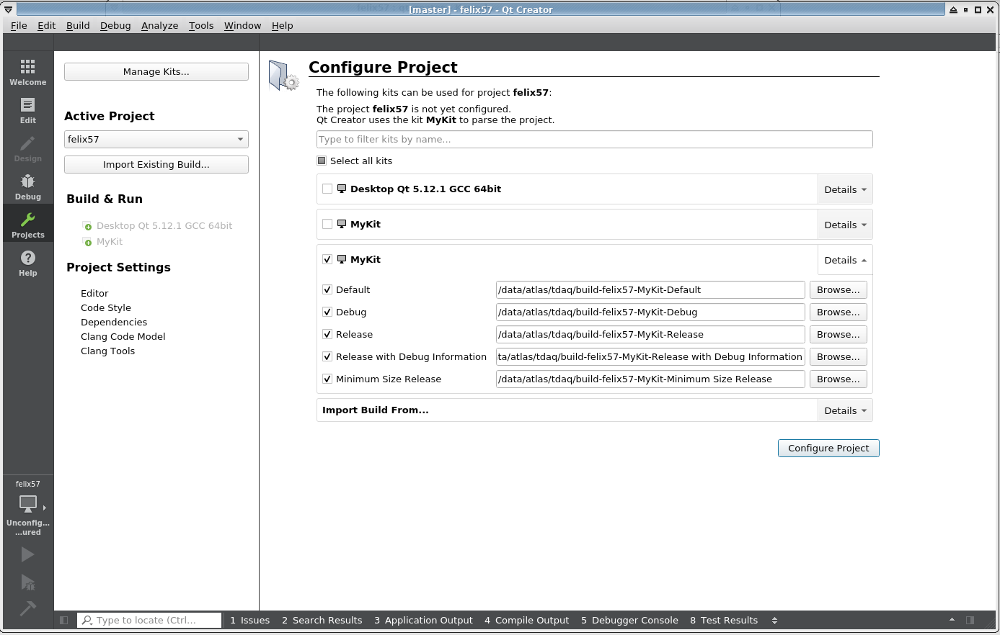 [master] - felix57 - Qt Creator
File Edit Build Debug Analyze Tools Window Help
Welcome
Edit
Design
Debug
Projects
Help
felix57
Unconfig...
...ured
Manage Kits...
Active Project
felix57
Import Existing Build...
Build & Run
Desktop Qt 5.12.1 GCC 64bit
MyKit
Project Settings
Editor
Code Style
Dependencies
Clang Code Model
Clang Tools
Configure Project
The following kits can be used for project felix57:
The project felix57 is not yet configured.
Qt Creator uses the kit MyKit to parse the project.
Type to filter kits by name...
Select all kits
Desktop Qt 5.12.1 GCC 64bit Details
MyKit Details
MyKit Details
Default /data/atlas/tdaq/build-felix57-MyKit-Default Browse...
Debug /data/atlas/tdaq/build-felix57-MyKit-Debug Browse...
Release /data/atlas/tdaq/build-felix57-MyKit-Release Browse...
Release with Debug Information ta/atlas/tdaq/build-felix57-MyKit-Release with Debug Information Browse...
Minimum Size Release /data/atlas/tdaq/build-felix57-MyKit-Minimum Size Release Browse...
Import Build From... Details
Configure Project
Type to locate (Ctrl... 1 Issues 2 Search Results 3 Application Output 4 Compile Output 5 Debugger Console 8 Test Results